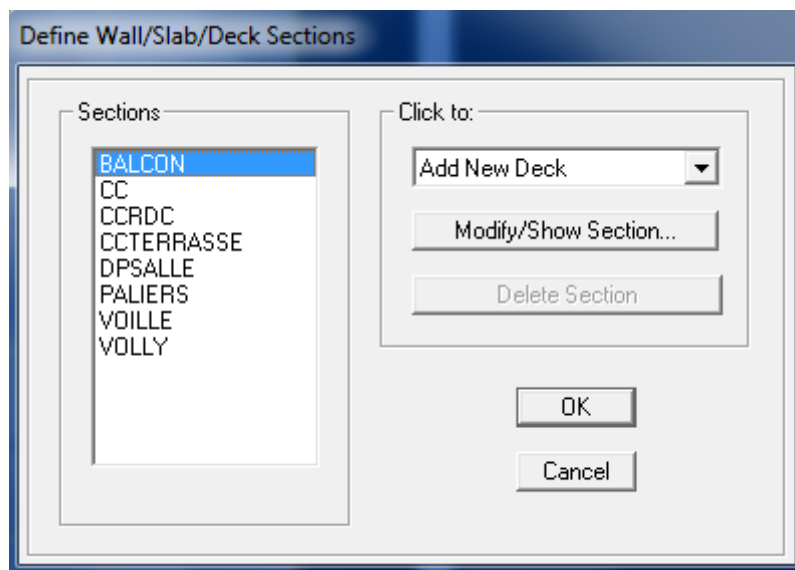 Define Wall/Slab/Deck Sections
Sections
BALCON
CC
CCRDC
CCTERRASSE
DPSALLE
PALIERS
VOILLE
VOLLY
Click to:
Add New Deck
Modify/Show Section...
Delete Section
OK
Cancel